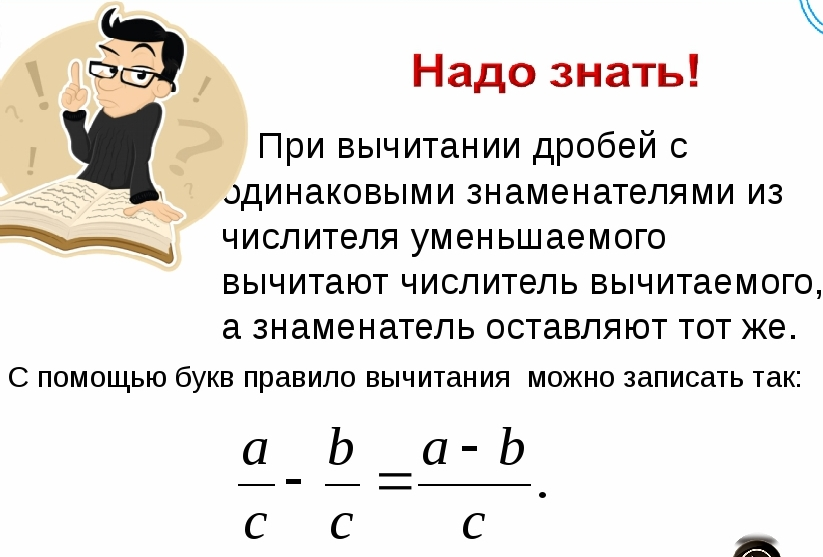 Надо знать!
При вычитании дробей с
одинаковыми знаменателями из
числителя уменьшаемого
вычитают числитель вычитаемого,
а знаменатель оставляют тот же.
С помощью букв правило вычитания можно записать так:
a/c - b/c = (a - b)/c.